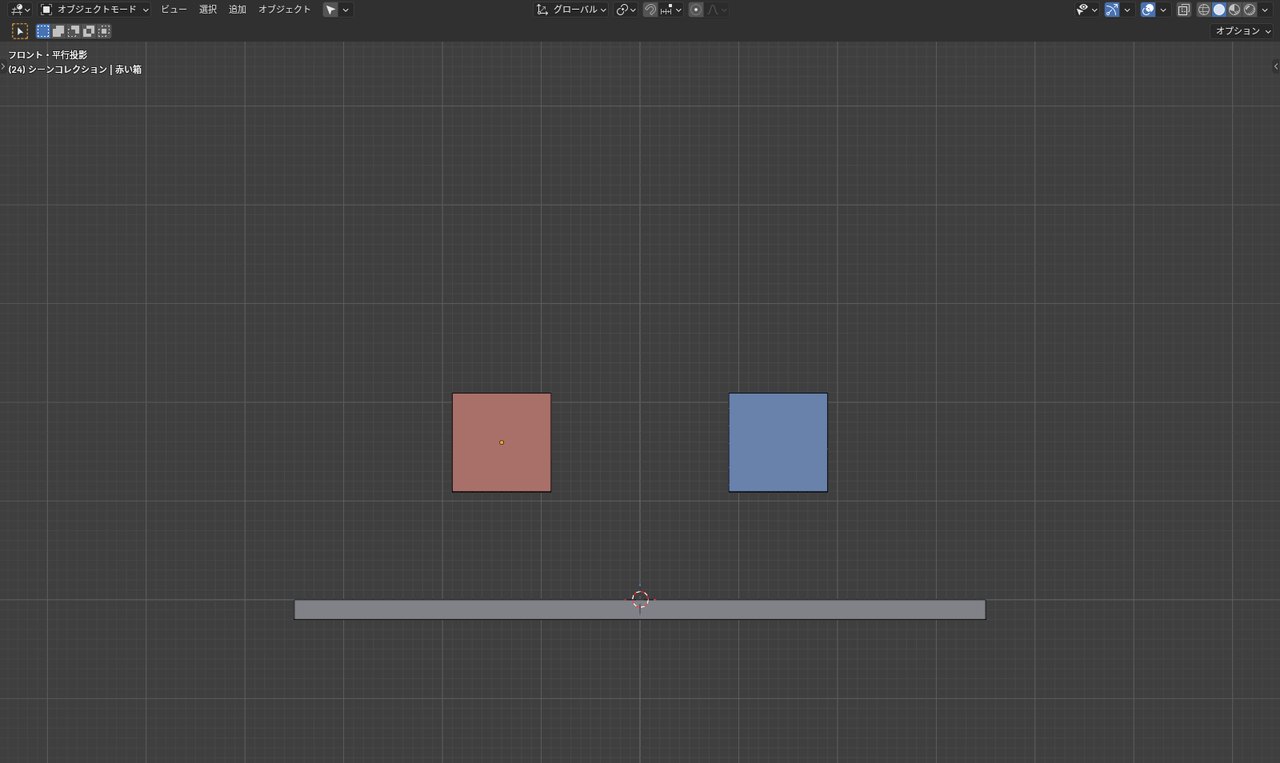 オブジェクトモード ビュー 選択 追加 オブジェクト グローバル
オプション
フロント・平行投影
(24) シーンコレクション | 赤い箱